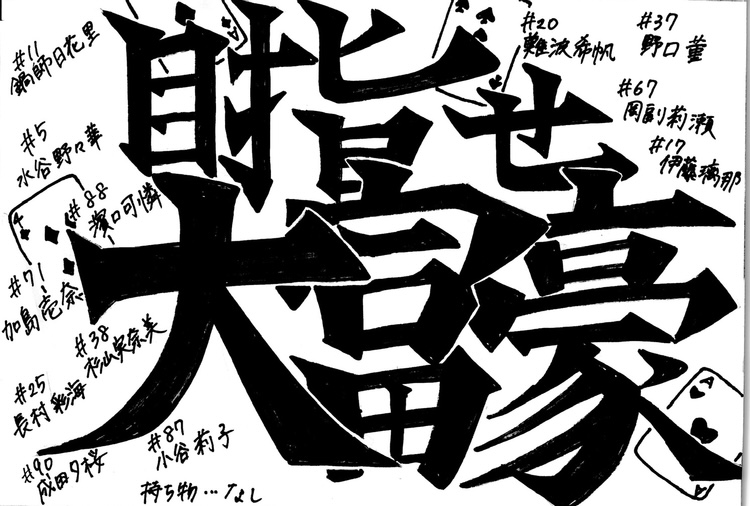 目指せ
大富豪
#11
鍋師日花里
#5
水谷野々華
#88
濱口可憐
#71
加島壱奈
#38
杉山実奈美
#25
長村彩海
#90
成田夕桜
#87
小谷莉子
持ち物…なし
#20
難波希帆
#37
野口菫
#67
岡副莉瀬
#17
伊藤璃那
4
A